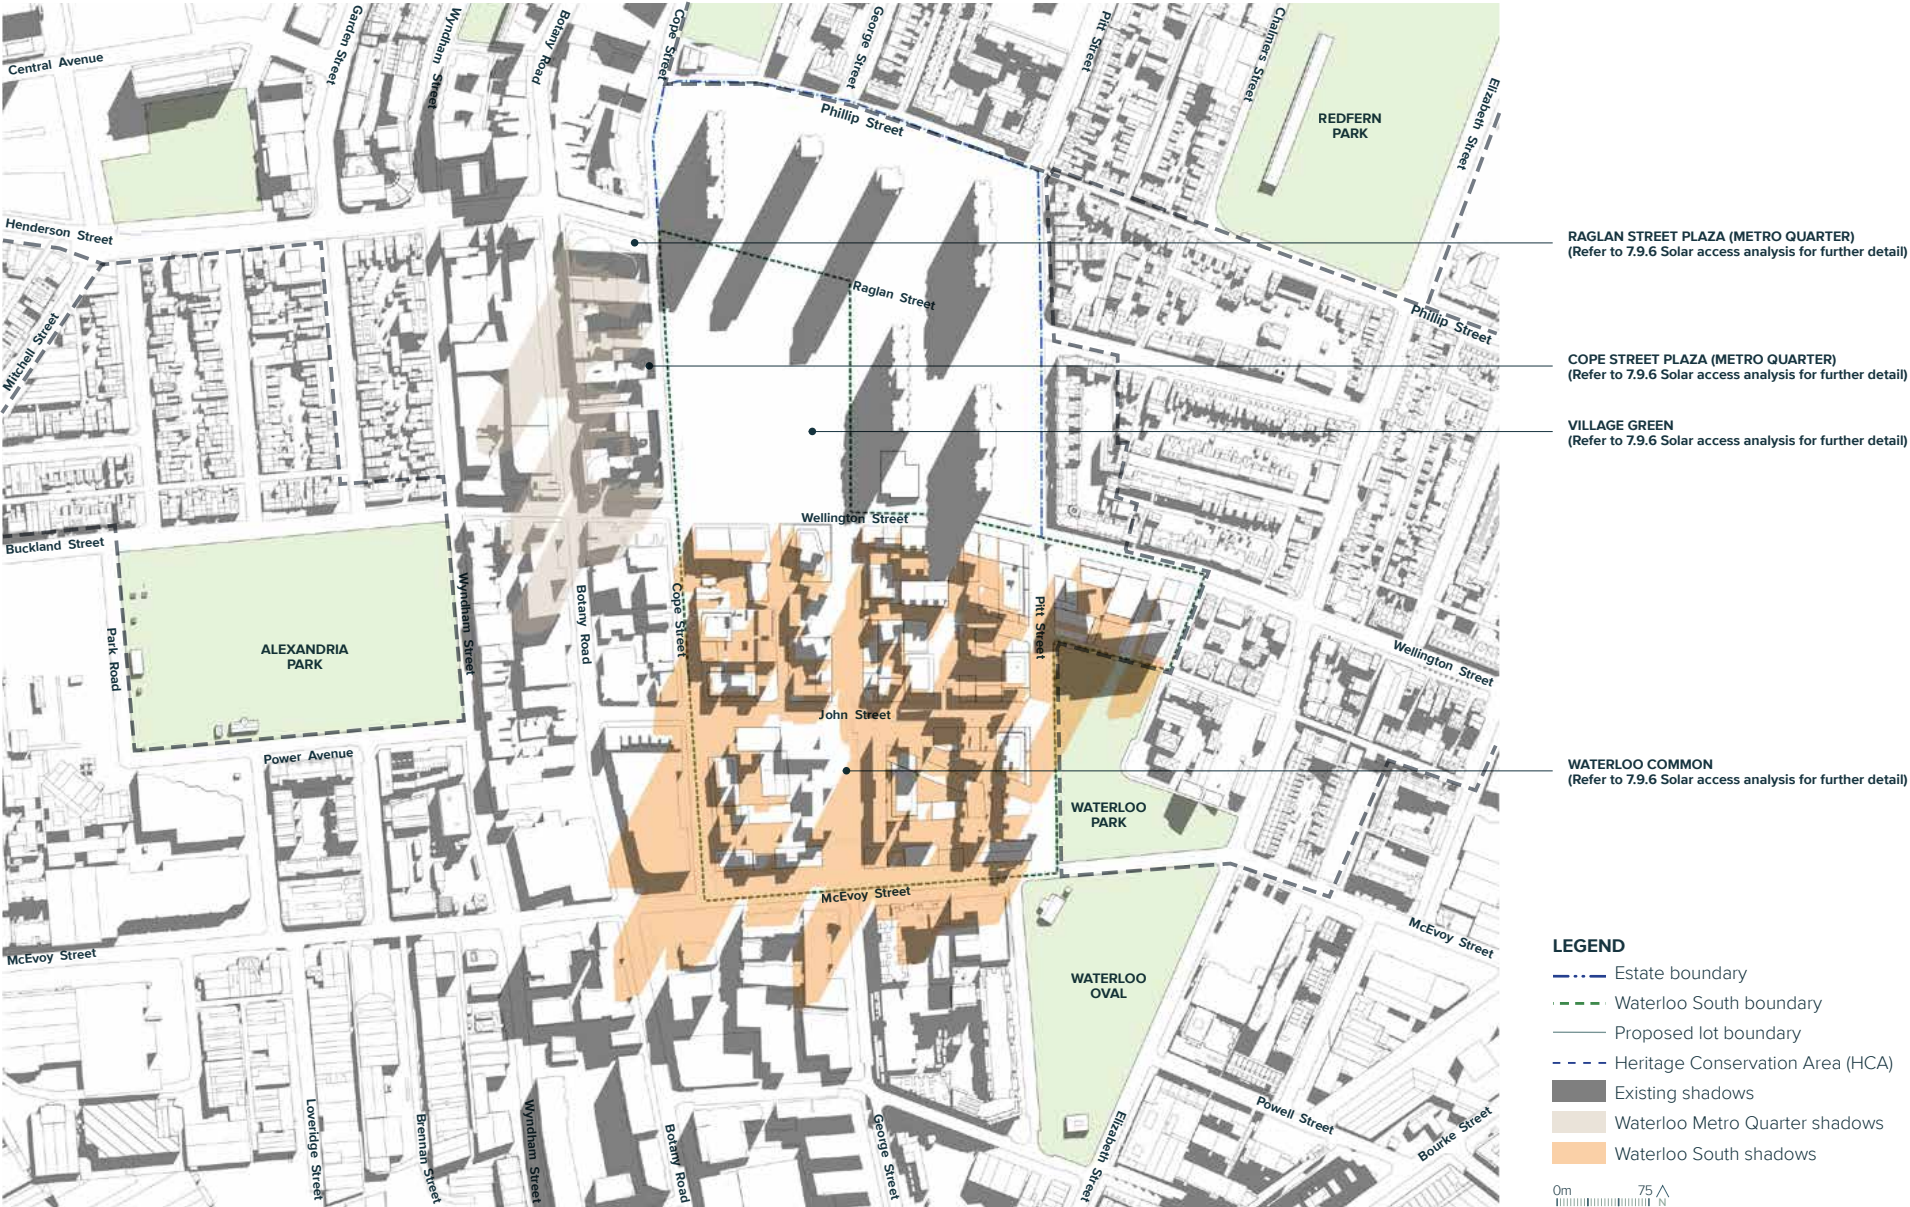 Central Avenue
Garden Street
Wyndham Street
Botany Road
Cope Street
George Street
Pitt Street
Chalmers Street
Elizabeth Street
REDFERN
PARK
Phillip Street
Henderson Street
Mitchell Street
Raglan Street
Phillip Street
RAGLAN STREET PLAZA (METRO QUARTER)
(Refer to 7.9.6 Solar access analysis for further detail)
COPE STREET PLAZA (METRO QUARTER)
(Refer to 7.9.6 Solar access analysis for further detail)
VILLAGE GREEN
(Refer to 7.9.6 Solar access analysis for further detail)
Wellington Street
Buckland Street
Park Road
ALEXANDRIA
PARK
Wyndham Street
Botany Road
Cope Street
Pitt Street
Wellington Street
John Street
Power Avenue
WATERLOO COMMON
(Refer to 7.9.6 Solar access analysis for further detail)
WATERLOO
PARK
McEvoy Street
McEvoy Street
McEvoy Street
WATERLOO
OVAL
Loveridge Street
Brennan Street
Wyndham Street
Botany Road
George Street
Elizabeth Street
Powell Street
Bourke Street
LEGEND
Estate boundary
Waterloo South boundary
Proposed lot boundary
Heritage Conservation Area (HCA)
Existing shadows
Waterloo Metro Quarter shadows
Waterloo South shadows
0m 75
N